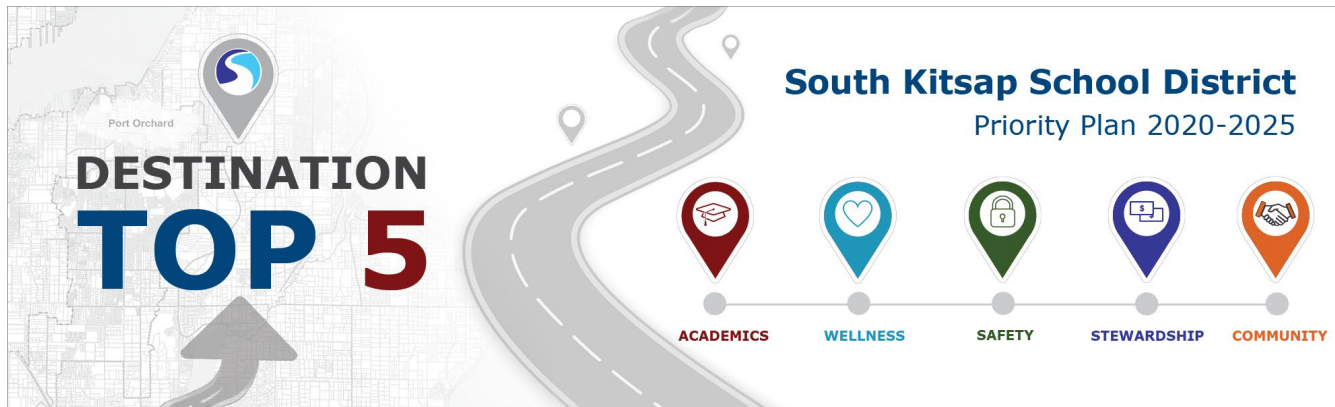 Port Orchard
DESTINATION
TOP 5
South Kitsap School District
Priority Plan 2020-2025
$
ACADEMICS
WELLNESS
SAFETY
STEWARDSHIP
COMMUNITY